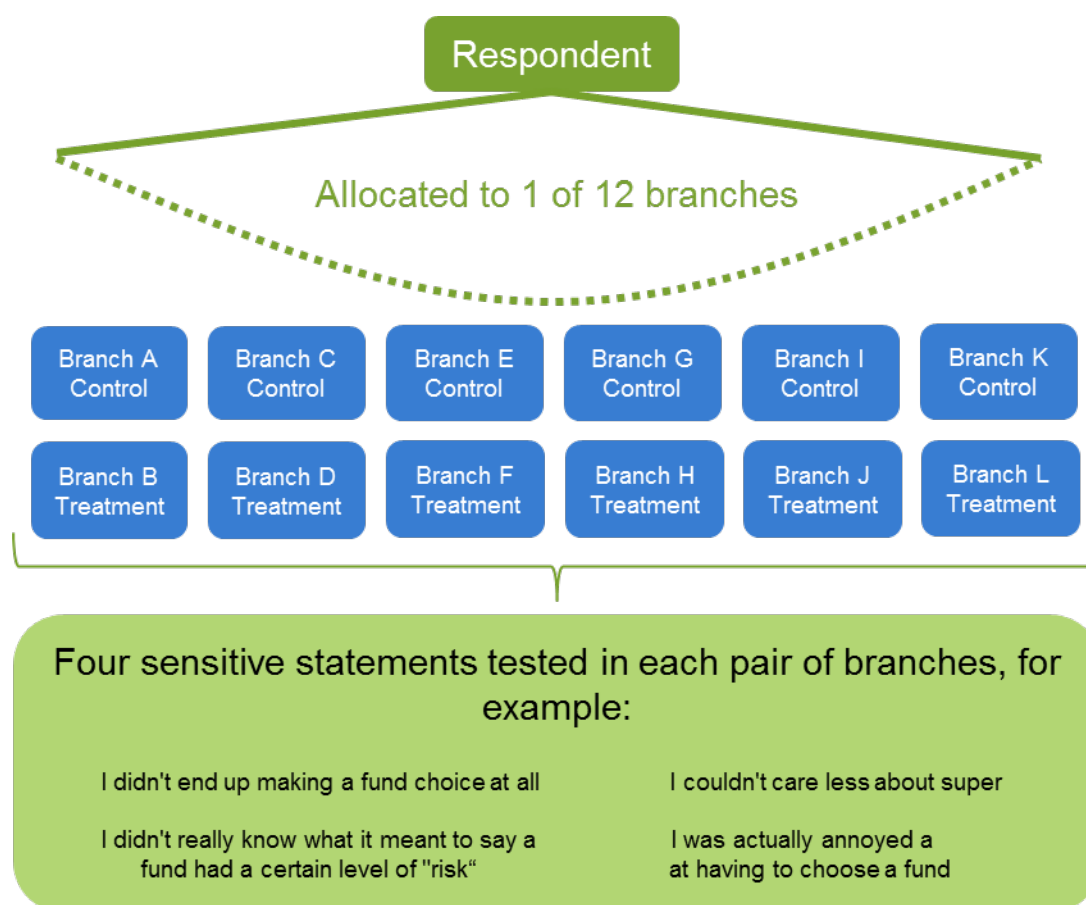 Respondent
Allocated to 1 of 12 branches
Branch A
Control
Branch C
Control
Branch E
Control
Branch G
Control
Branch I
Control
Branch K
Control
Branch B
Treatment
Branch D
Treatment
Branch F
Treatment
Branch H
Treatment
Branch J
Treatment
Branch L
Treatment
Four sensitive statements tested in each pair of branches, for
example:
I didn't end up making a fund choice at all
I couldn't care less about super
I didn't really know what it meant to say a
fund had a certain level of "risk“
I was actually annoyed a
at having to choose a fund